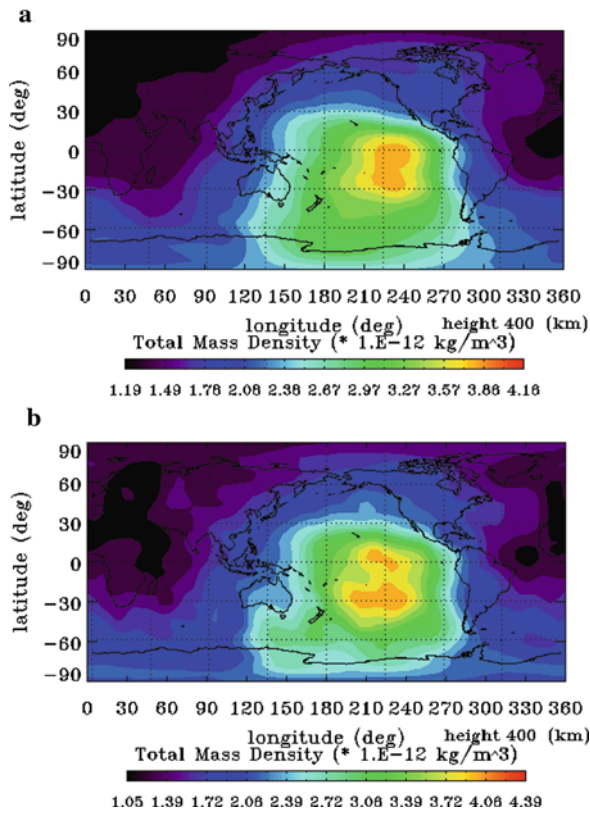 a
90
60
30
0
−30
−60
−90
latitude (deg)
0 30 60 90 120 150 180 210 240 270 300 330 360
longitude (deg) height 400 (km)
Total Mass Density (* 1.E−12 kg/m^3)
1.19 1.49 1.78 2.08 2.38 2.67 2.97 3.27 3.57 3.86 4.16
b
90
60
30
0
−30
−60
−90
latitude (deg)
0 30 60 90 120 150 180 210 240 270 300 330 360
longitude (deg) height 400 (km)
Total Mass Density (* 1.E−12 kg/m^3)
1.05 1.39 1.72 2.06 2.39 2.72 3.06 3.39 3.72 4.06 4.39